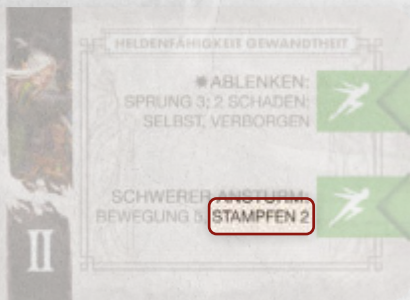 HELDENFÄHIGKEIT GEWANDTHEIT
✷ABLENKEN:
SPRUNG 3; 2 SCHADEN;
SELBST, VERBORGEN
SCHWERER ANSTURM:
BEWEGUNG 5; STAMPFEN 2
II